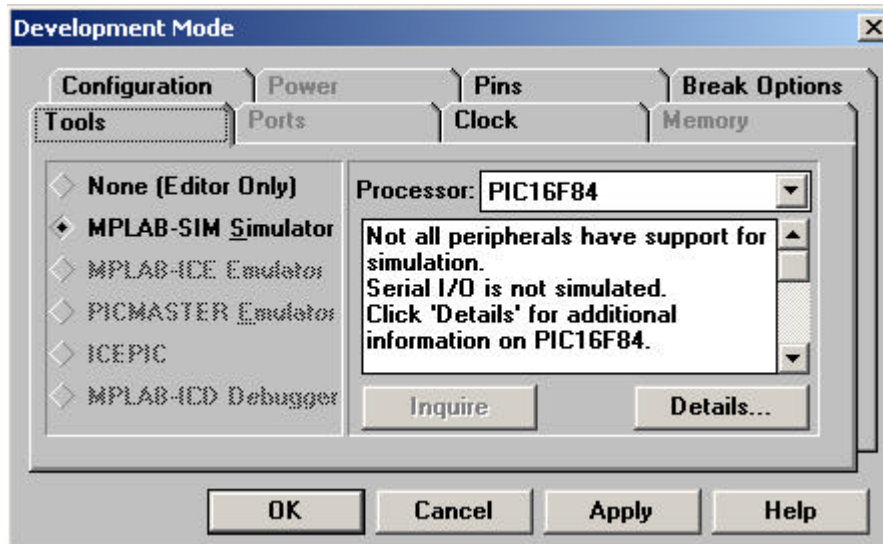 Development Mode
Configuration
Power
Pins
Break Options
Tools
Ports
Clock
Memory
None (Editor Only)
MPLAB-SIM Simulator
MPLAB-ICE Emulator
PICMASTER Emulator
ICEPIC
MPLAB-ICD Debugger
Processor: PIC16F84
Not all peripherals have support for
simulation.
Serial I/O is not simulated.
Click 'Details' for additional
information on PIC16F84.
Inquire
Details...
OK
Cancel
Apply
Help